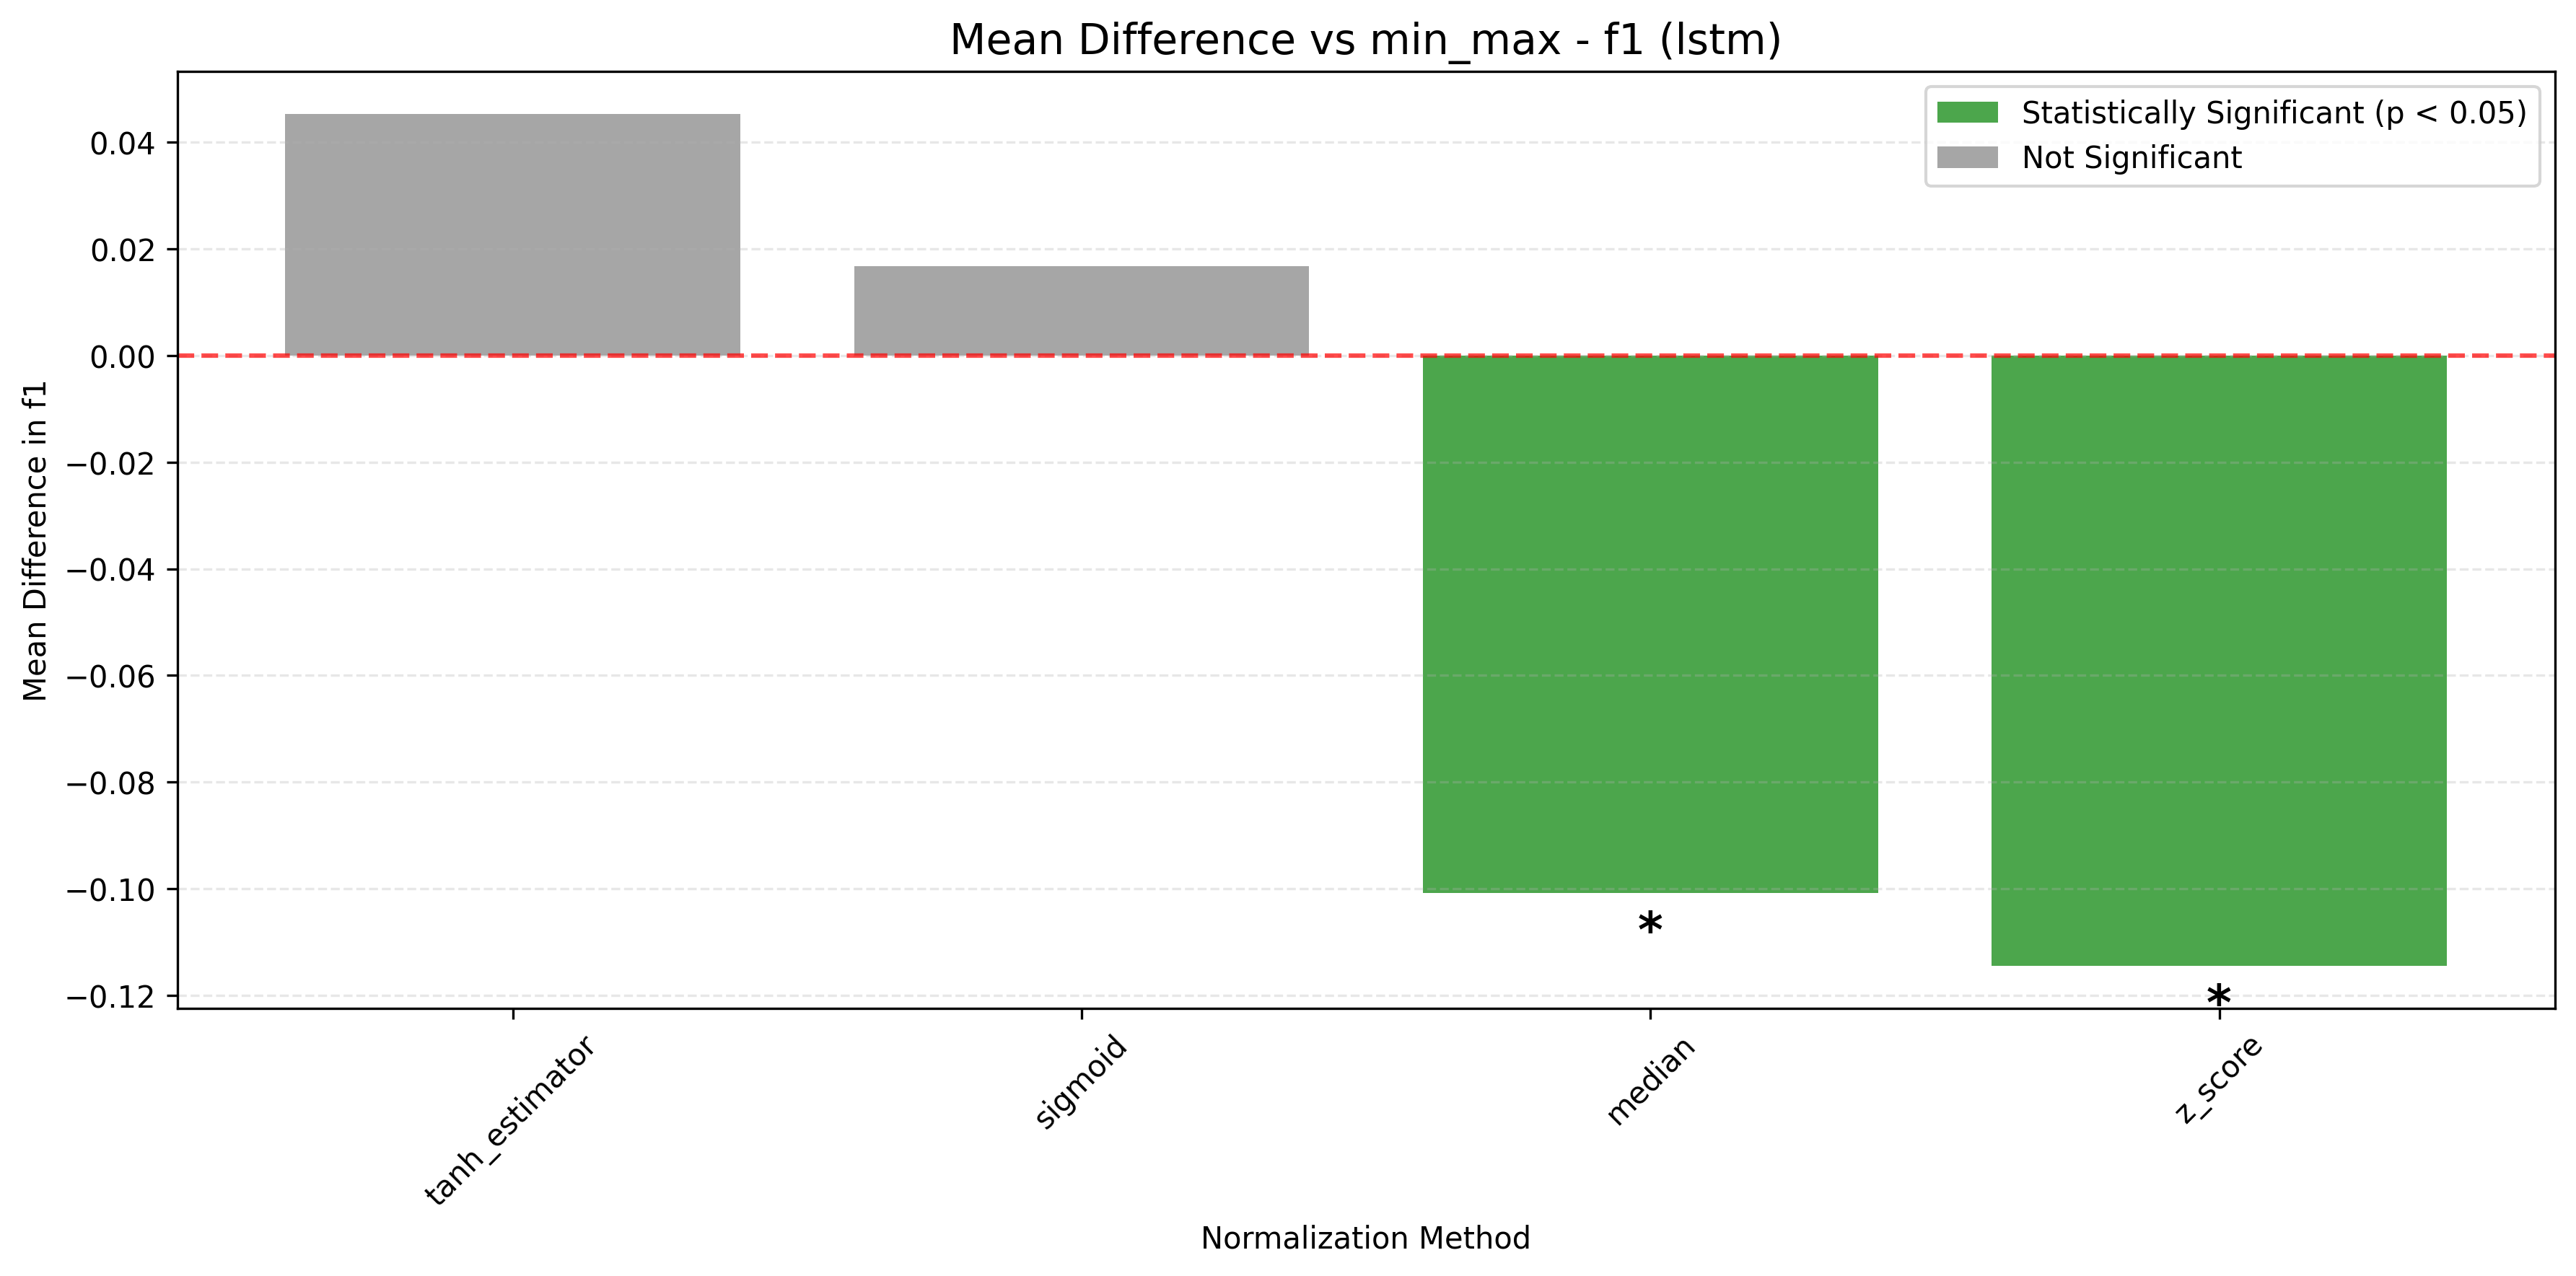 Mean Difference vs min_max - f1 (lstm)
Statistically Significant (p < 0.05)
Not Significant
Mean Difference in f1
0.04
0.02
0.00
−0.02
−0.04
−0.06
−0.08
−0.10
−0.12
*
*
tanh_estimator
sigmoid
median
z_score
Normalization Method